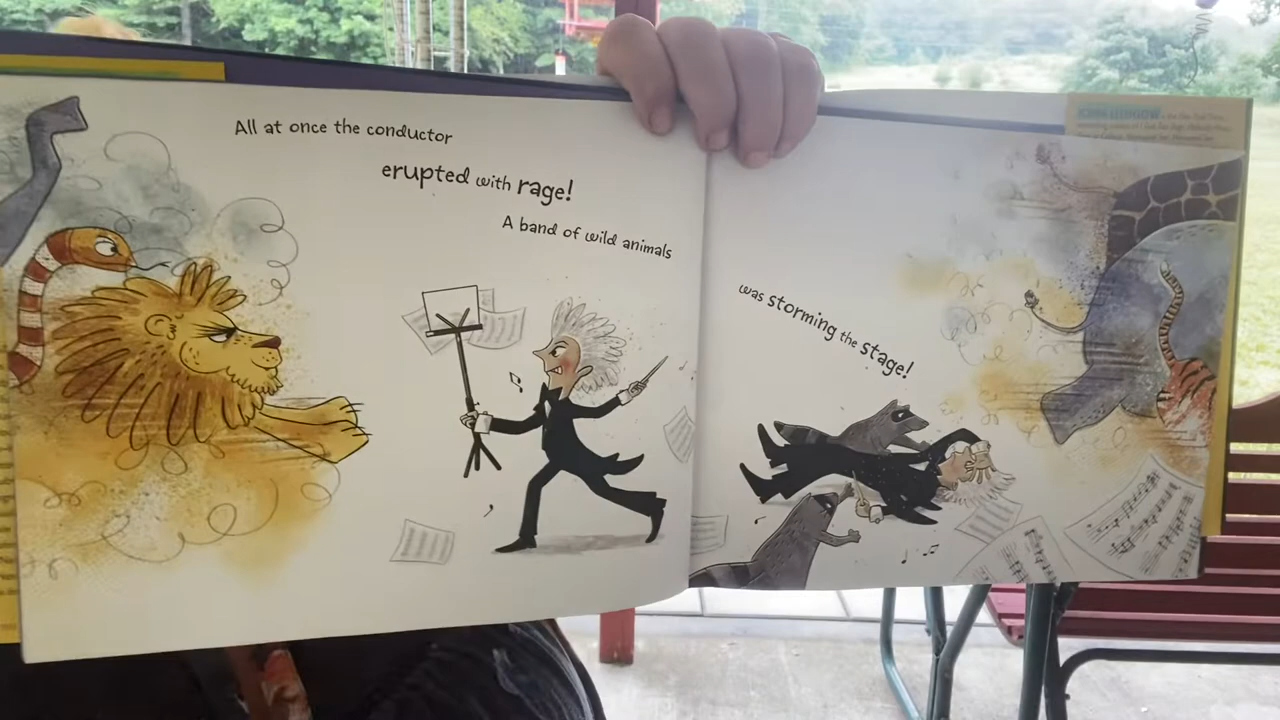 All at once the conductor
erupted with rage!
A band of wild animals
was storming the stage!